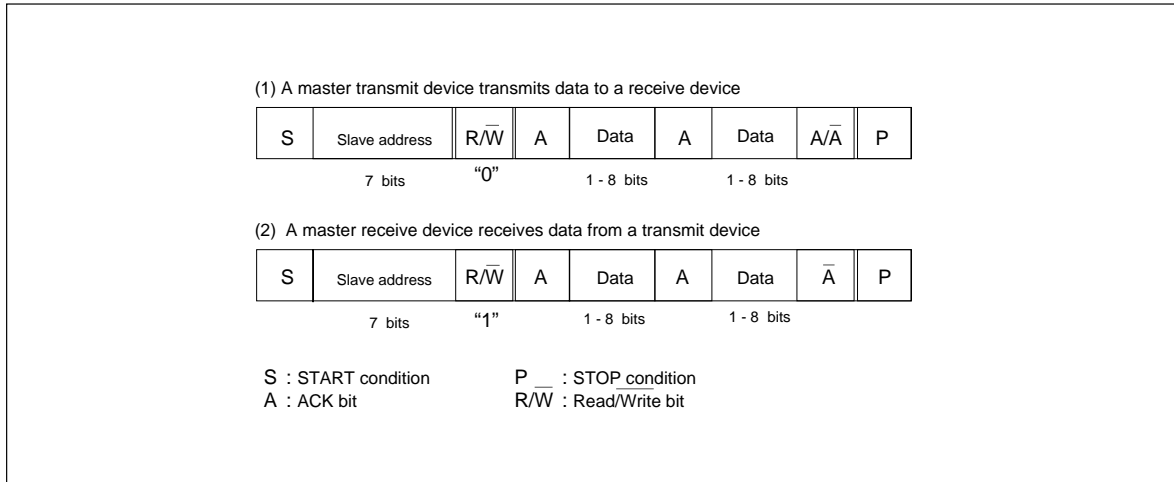 (1) A master transmit device transmits data to a receive device
S Slave address R/W̅ A Data A Data A/A̅ P
7 bits “0” 1 - 8 bits 1 - 8 bits
(2) A master receive device receives data from a transmit device
S Slave address R/W̅ A Data A Data A̅ P
7 bits “1” 1 - 8 bits 1 - 8 bits
S : START condition P : STOP condition
A : ACK bit R/W̅ : Read/W̅r̅i̅t̅e̅ bit